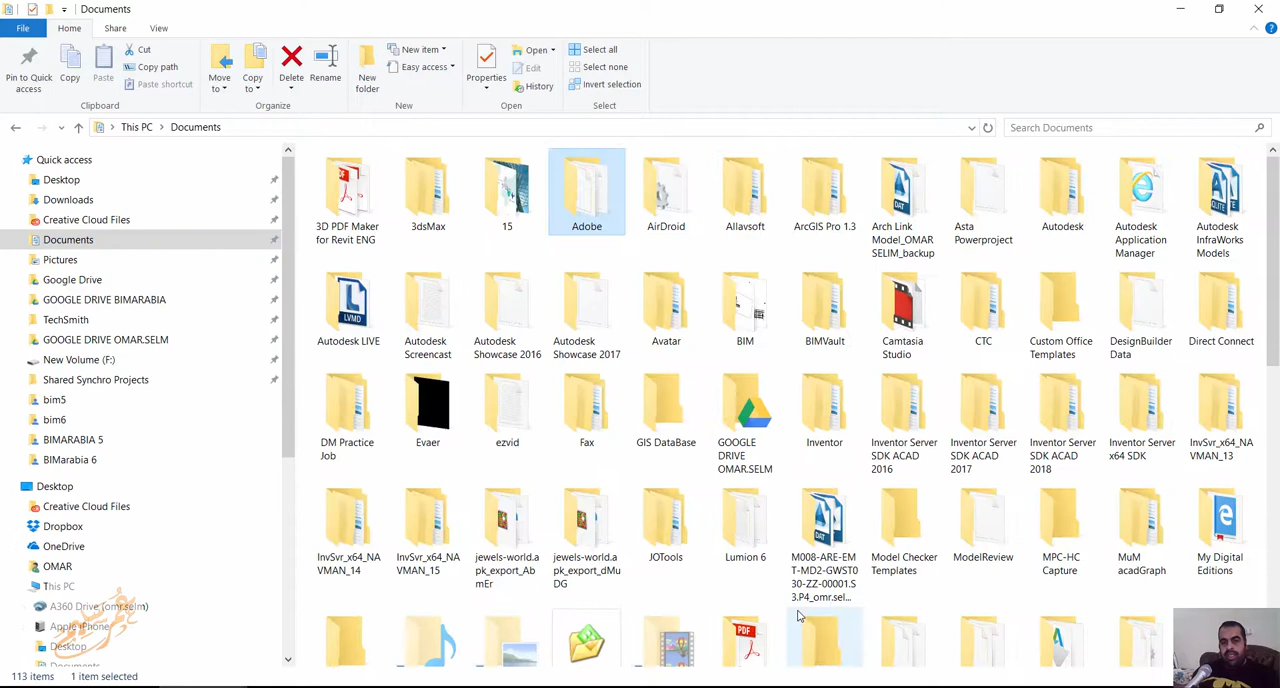 Documents
File
Home
Share
View
Pin to Quick
access
Copy
Paste
Cut
Copy path
Paste shortcut
Clipboard
Move
to
Copy
to
Delete
Rename
Organize
New
folder
New item
Easy access
New
Properties
Open
Edit
History
Open
Select all
Select none
Invert selection
Select
This PC
Documents
Search Documents
Quick access
Desktop
Downloads
Creative Cloud Files
Documents
Pictures
Google Drive
GOOGLE DRIVE BIMARABIA
TechSmith
GOOGLE DRIVE OMAR.SELM
New Volume (F:)
Shared Synchro Projects
bim5
bim6
BIMARABIA 5
BIMarabia 6
Desktop
Creative Cloud Files
Dropbox
OneDrive
OMAR
This PC
A360 Drive (omr.selm)
Apple iPhone
Desktop
Documents
3D PDF Maker
for Revit ENG
3dsMax
15
Adobe
AirDroid
Allavsoft
ArcGIS Pro 1.3
DAT
Arch Link
Model_OMAR
SELIM_backup
Asta
Powerproject
Autodesk
Autodesk
Application
Manager
Autodesk
InfraWorks
Models
LVMD
Autodesk LIVE
Autodesk
Screencast
Autodesk
Showcase 2016
Autodesk
Showcase 2017
Avatar
BIM
BIMVault
Camtasia
Studio
CTC
Custom Office
Templates
DesignBuilder
Data
Direct Connect
DM Practice
Job
Evaer
ezvid
Fax
GIS DataBase
GOOGLE
DRIVE
OMAR.SELM
Inventor
Inventor Server
SDK ACAD
2016
Inventor Server
SDK ACAD
2017
Inventor Server
SDK ACAD
2018
Inventor Server
x64 SDK
InvSvr_x64_NA
VMAN_13
InvSvr_x64_NA
VMAN_14
InvSvr_x64_NA
VMAN_15
jewels-world.a
pk_export_Ab
mEr
jewels-world.a
pk_export_dMu
DG
JOTools
Lumion 6
DAT
M008-ARE-EM
T-MD2-GWST0
30-ZZ-00001.S
3.P4_omr.sel...
Model Checker
Templates
ModelReview
MPC-HC
Capture
MuM
acadGraph
My Digital
Editions
PDF
113 items
1 item selected